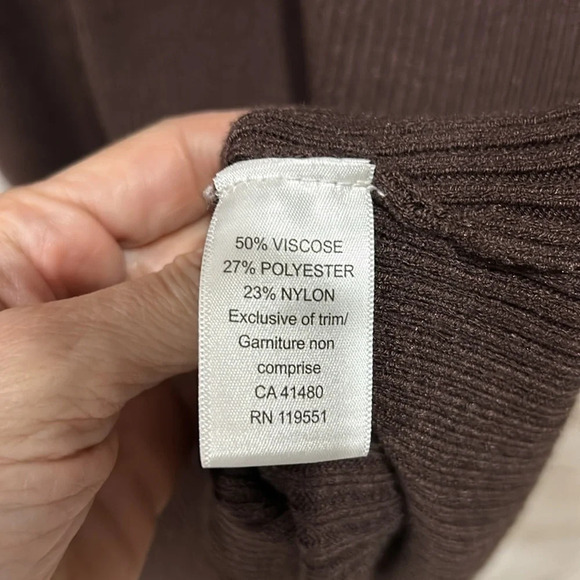 50% VISCOSE
27% POLYESTER
23% NYLON
Exclusive of trim/
Garniture non
comprise
CA 41480
RN 119551